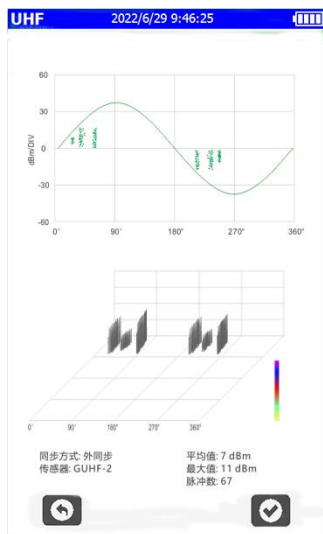 UHF 2022/6/29 9:46:25
60
30
0
-30
-60
dBm/DIV
0° 90° 180° 270° 360°
0° 90° 180° 270° 360°
同步方式: 外同步
传感器: GUHF-2
平均值: 7 dBm
最大值: 11 dBm
脉冲数: 67